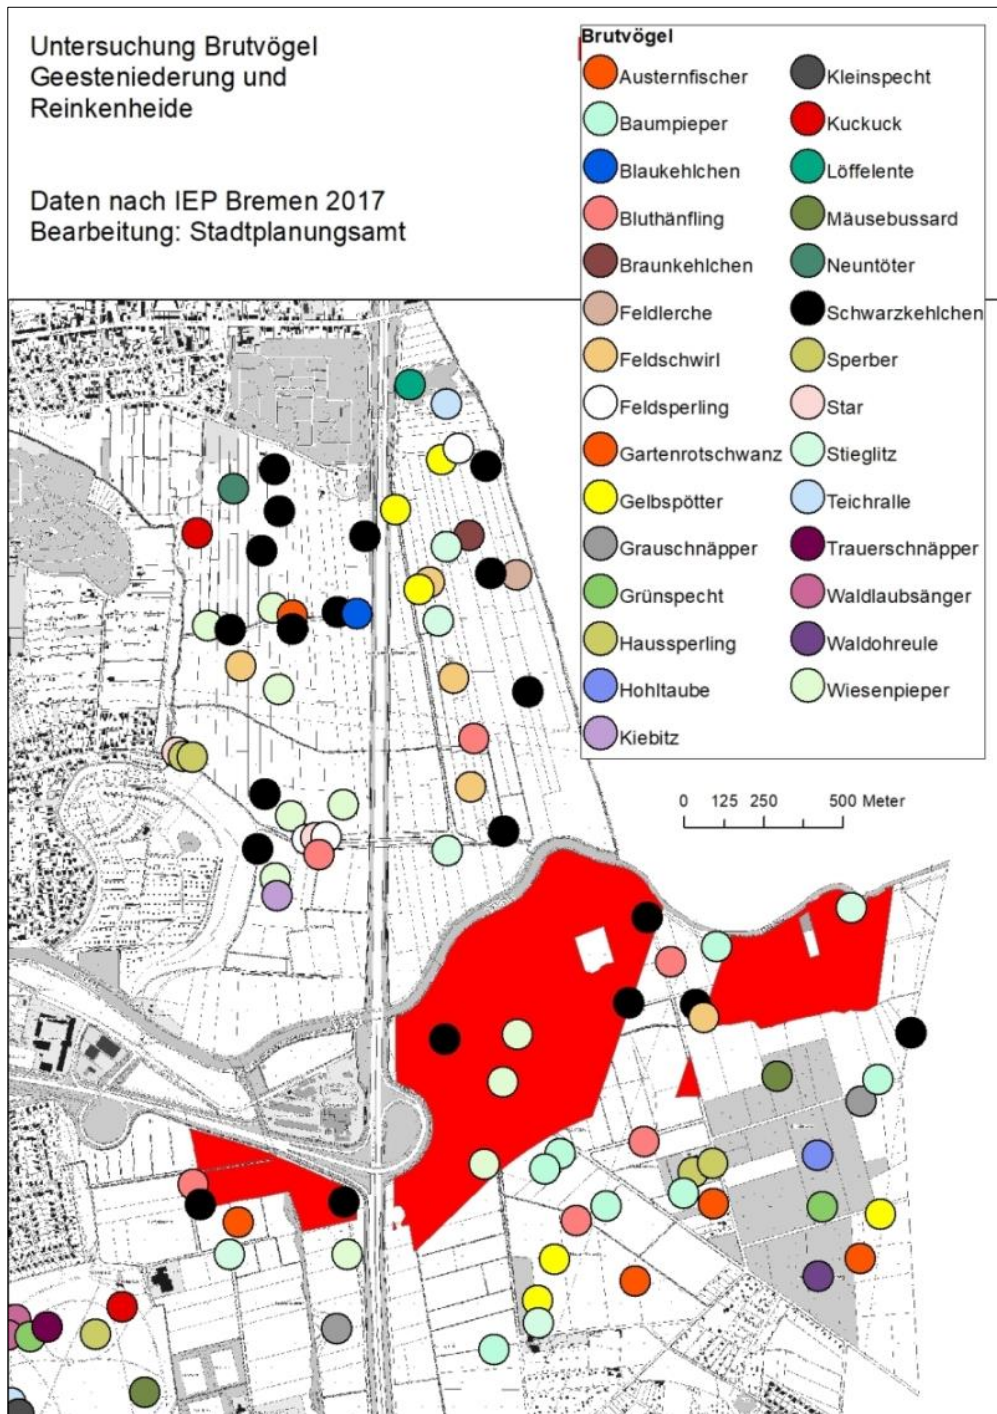 Untersuchung Brutvögel
Geesteniederung und
Reinkenheide
Daten nach IEP Bremen 2017
Bearbeitung: Stadtplanungsamt
Brutvögel
Austernfischer
Baumpieper
Blaukehlchen
Bluthänfling
Braunkehlchen
Feldlerche
Feldschwirl
Feldsperling
Gartenrotschwanz
Gelbspötter
Grauschnäpper
Grünspecht
Haussperling
Hohltaube
Kiebitz
Kleinspecht
Kuckuck
Löffelente
Mäusebussard
Neuntöter
Schwarzkehlchen
Sperber
Star
Stieglitz
Teichralle
Trauerschnäpper
Waldlaubsänger
Waldohreule
Wiesenpieper
0 125 250 500 Meter